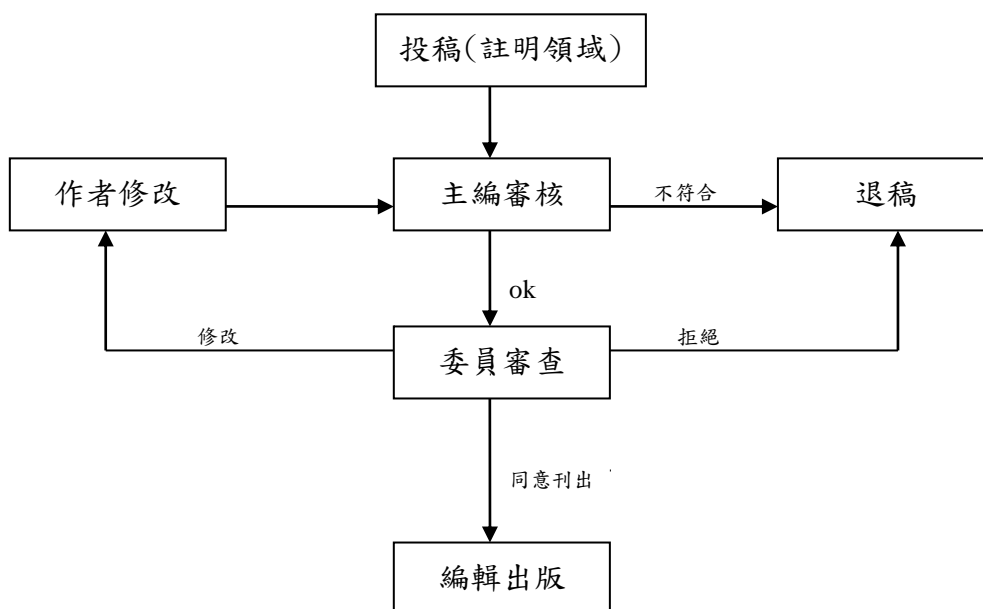 投稿(註明領域)
作者修改
主編審核
不符合
退稿
ok
修改
委員審查
拒絕
同意刊出
編輯出版